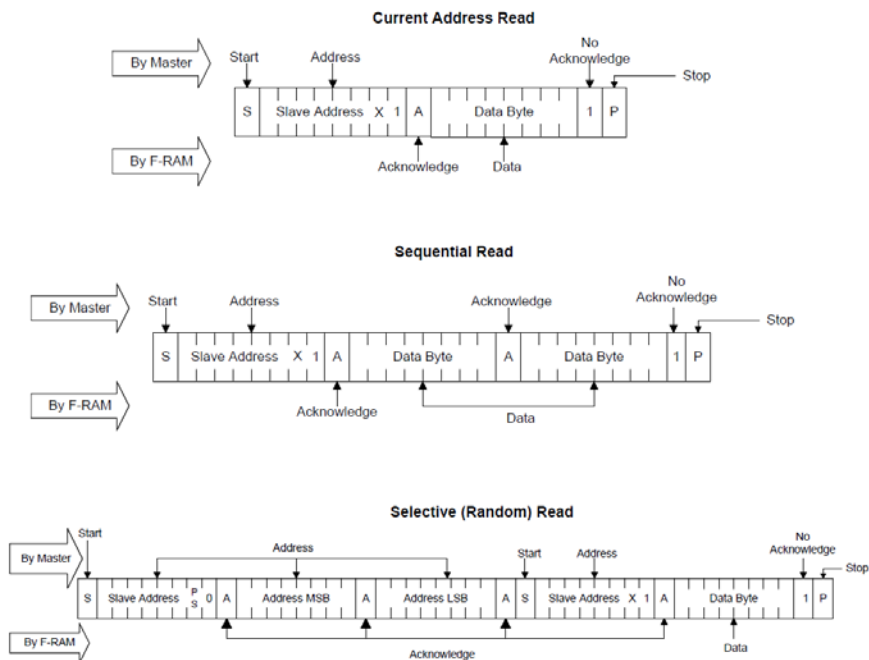 Current Address Read
No
Acknowledge
By Master
Start
Address
Stop
S Slave Address X 1 A Data Byte 1 P
By F-RAM
Acknowledge
Data
Sequential Read
No
Acknowledge
By Master
Start
Address
Acknowledge
Stop
S Slave Address X 1 A Data Byte A Data Byte 1 P
By F-RAM
Acknowledge
Data
Selective (Random) Read
Start
No
Acknowledge
By Master
Address
Start
Address
Stop
S Slave Address PS 0 A Address MSB A Address LSB A S Slave Address X 1 A Data Byte 1 P
By F-RAM
Acknowledge
Data